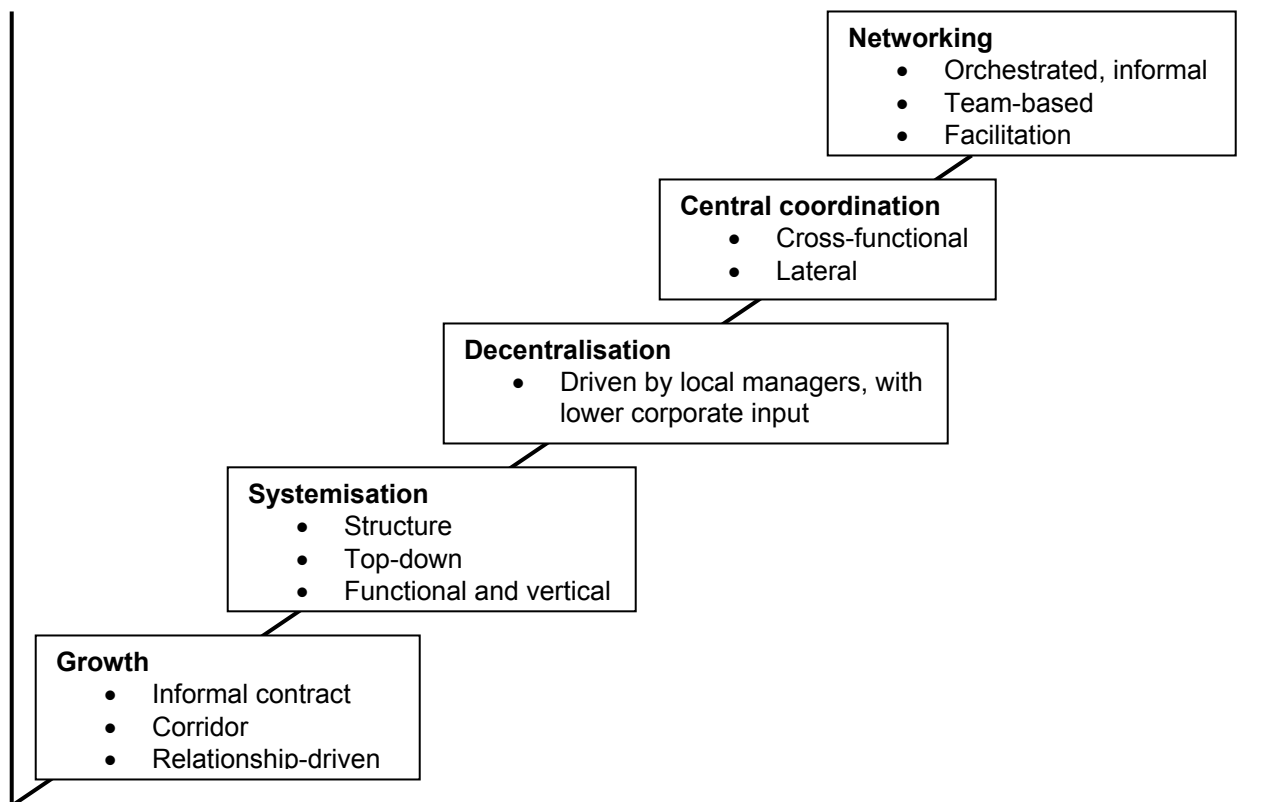 Networking
• Orchestrated, informal
• Team-based
• Facilitation
Central coordination
• Cross-functional
• Lateral
Decentralisation
• Driven by local managers, with
lower corporate input
Systemisation
• Structure
• Top-down
• Functional and vertical
Growth
• Informal contract
• Corridor
• Relationship-driven